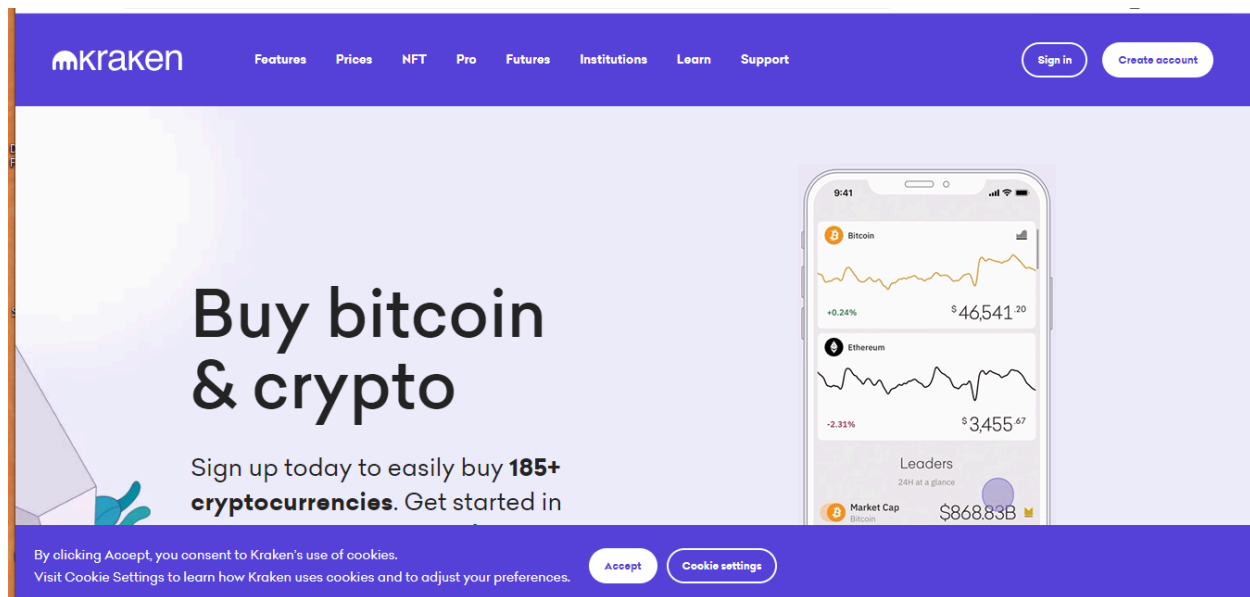 mkraken
Features Prices NFT Pro Futures Institutions Learn Support
Sign in Create account
Buy bitcoin
& crypto
Sign up today to easily buy 185+
cryptocurrencies. Get started in
9:41
Bitcoin
+0.24% $46,541.20
Ethereum
-2.31% $3,455.67
Leaders
24H at a glance
Market Cap $868.83B
Bitcoin
By clicking Accept, you consent to Kraken's use of cookies.
Visit Cookie Settings to learn how Kraken uses cookies and to adjust your preferences.
Accept Cookie settings